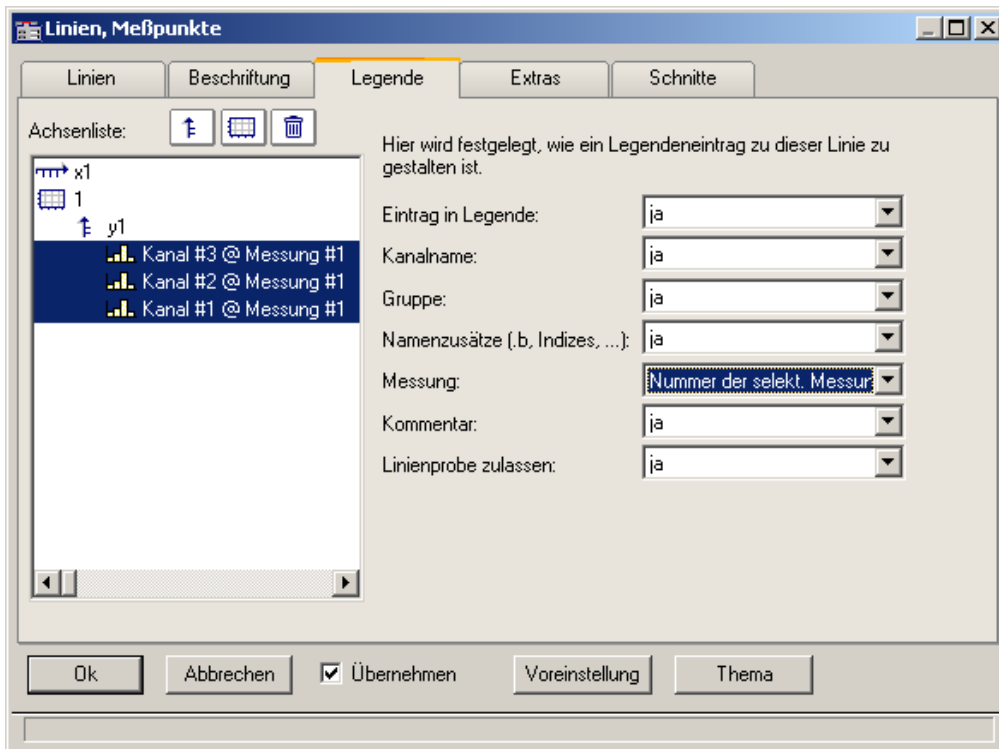 Linien, Meßpunkte
Linien
Beschriftung
Legende
Extras
Schnitte
Achsenliste:
x1
1
y1
Kanal #3 @ Messung #1
Kanal #2 @ Messung #1
Kanal #1 @ Messung #1
Hier wird festgelegt, wie ein Legendeneintrag zu dieser Linie zu
gestalten ist.
Eintrag in Legende: ja
Kanalname: ja
Gruppe: ja
Namenzusätze (.b, Indizes, ...): ja
Messung: Nummer der selekt. Messur
Kommentar: ja
Linienprobe zulassen: ja
Ok
Abbrechen
Übernehmen
Voreinstellung
Thema